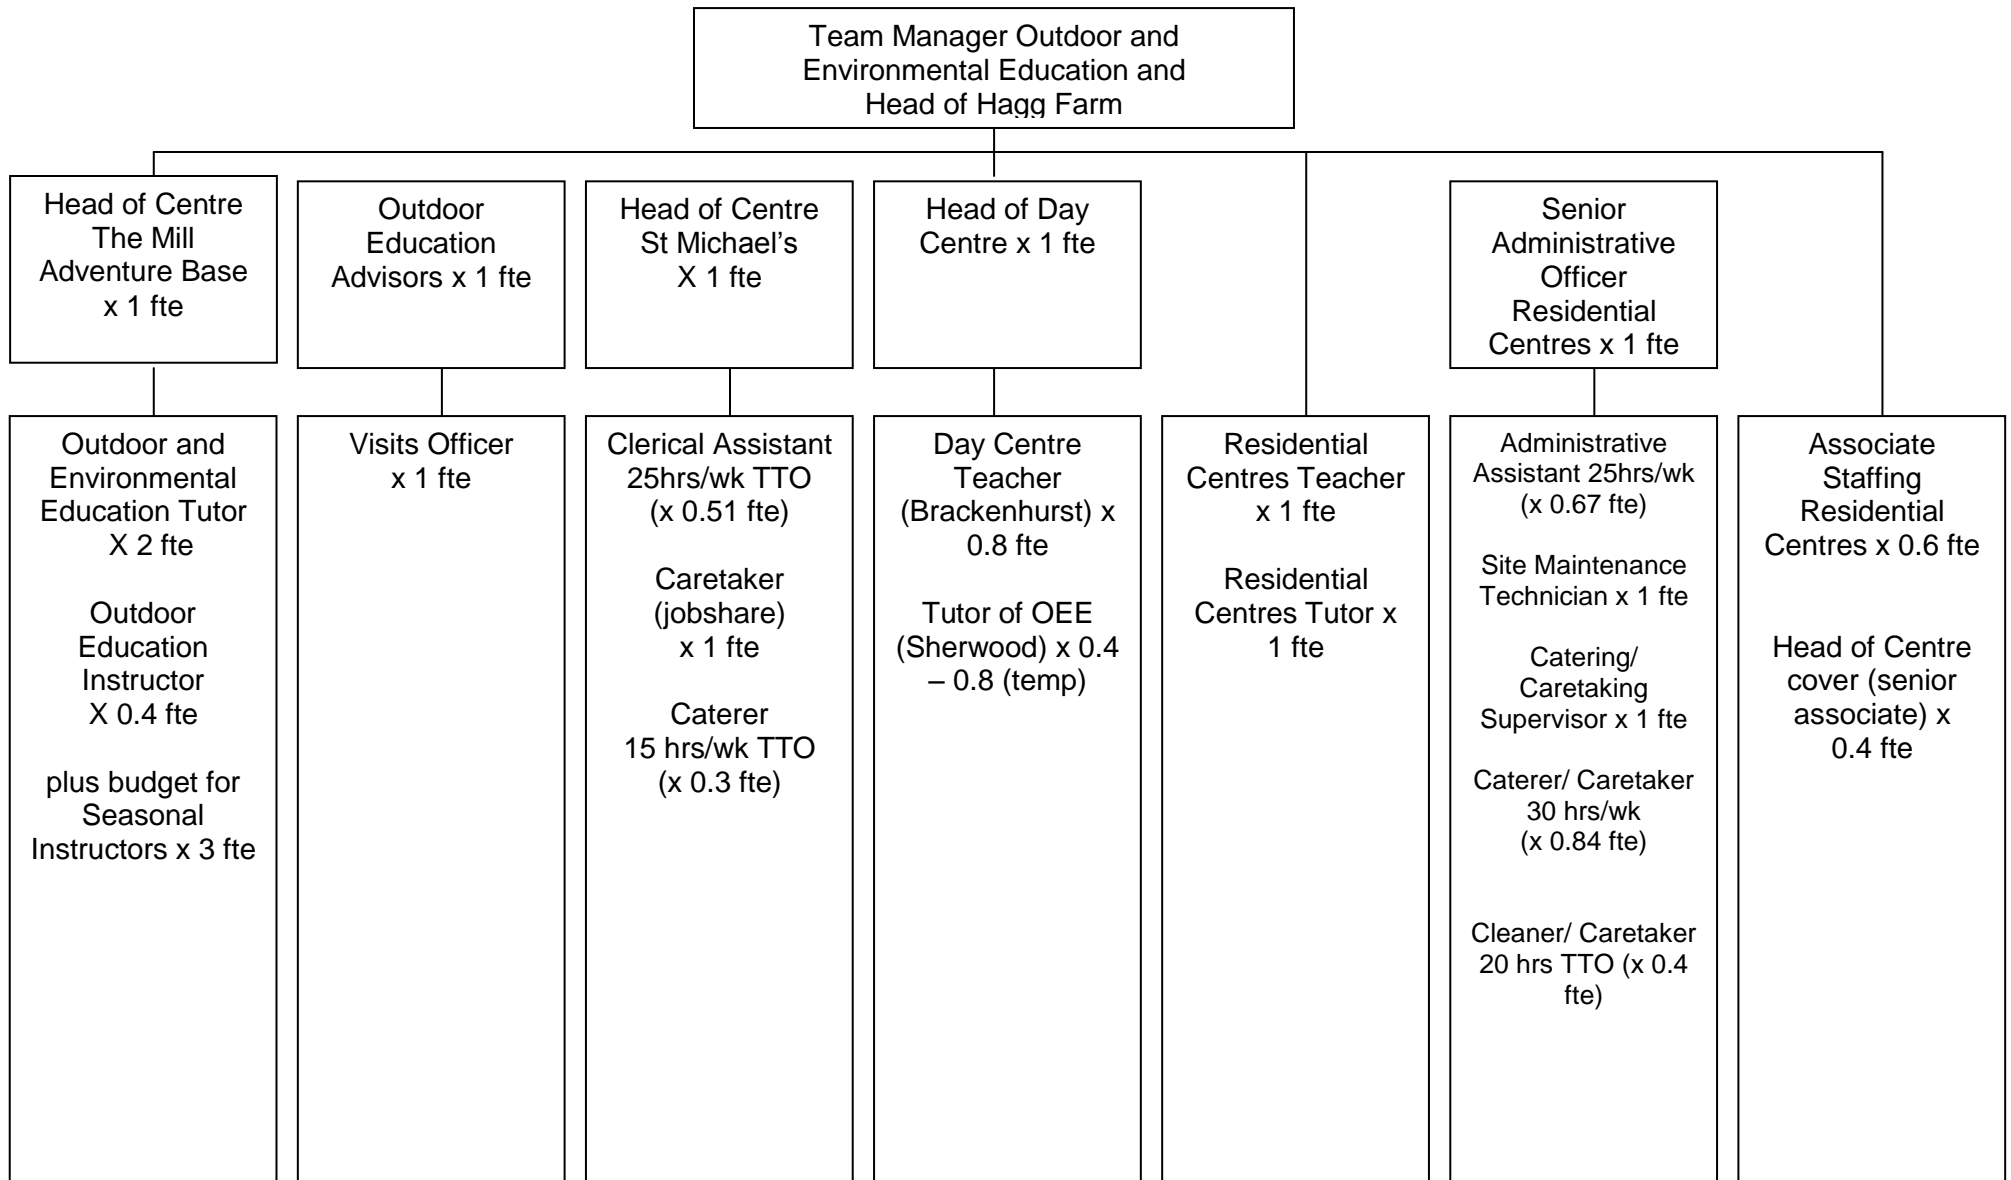 Team Manager Outdoor and
Environmental Education and
Head of Hagg Farm
Head of Centre
The Mill
Adventure Base
x 1 fte
Outdoor
Education
Advisors x 1 fte
Head of Centre
St Michael’s
X 1 fte
Head of Day
Centre x 1 fte
Senior
Administrative
Officer
Residential
Centres x 1 fte
Outdoor and
Environmental
Education Tutor
X 2 fte
Outdoor
Education
Instructor
X 0.4 fte
plus budget for
Seasonal
Instructors x 3 fte
Visits Officer
x 1 fte
Clerical Assistant
25hrs/wk TTO
(x 0.51 fte)
Caretaker
(jobshare)
x 1 fte
Caterer
15 hrs/wk TTO
(x 0.3 fte)
Day Centre
Teacher
(Brackenhurst) x
0.8 fte
Tutor of OEE
(Sherwood) x 0.4
– 0.8 (temp)
Residential
Centres Teacher
x 1 fte
Residential
Centres Tutor x
1 fte
Administrative
Assistant 25hrs/wk
(x 0.67 fte)
Site Maintenance
Technician x 1 fte
Catering/
Caretaking
Supervisor x 1 fte
Caterer/ Caretaker
30 hrs/wk
(x 0.84 fte)
Cleaner/ Caretaker
20 hrs TTO (x 0.4
fte)
Associate
Staffing
Residential
Centres x 0.6 fte
Head of Centre
cover (senior
associate) x
0.4 fte